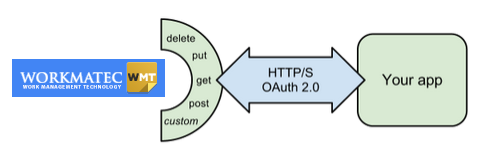 WORKMATEC
WORK MANAGEMENT TECHNOLOGY
WMT
delete
put
get
post
custom
HTTP/S
OAuth 2.0
Your app